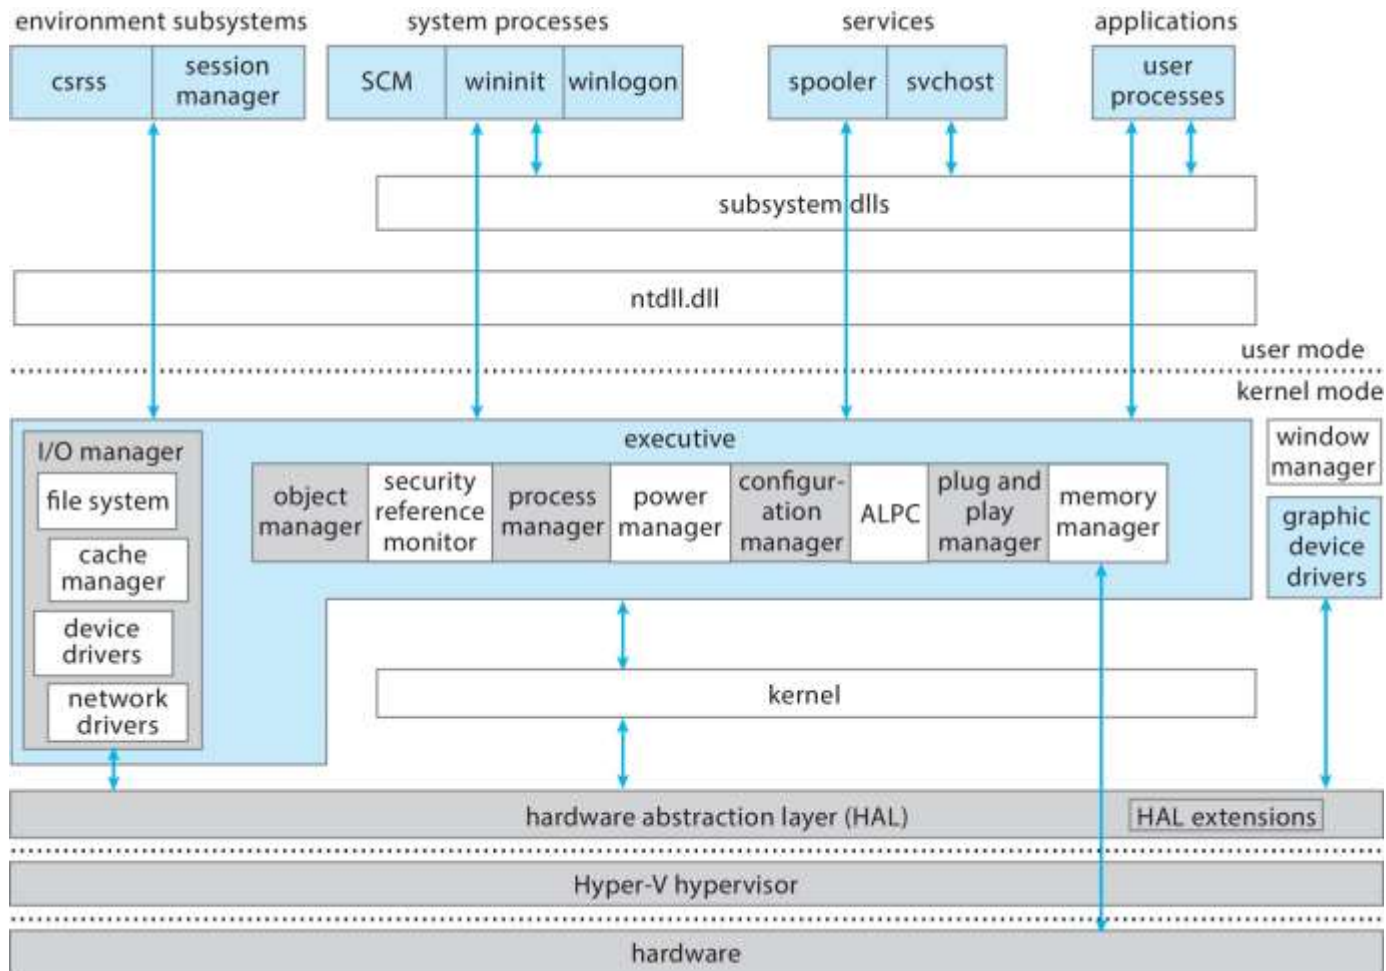 environment subsystems
system processes
services
applications
csrss
session
manager
SCM
wininit
winlogon
spooler
svchost
user
processes
subsystem dlls
ntdll.dll
user mode
kernel mode
executive
I/O manager
file system
cache
manager
device
drivers
network
drivers
object
manager
security
reference
monitor
process
manager
power
manager
configur-
ation
manager
ALPC
plug and
play
manager
memory
manager
window
manager
graphic
device
drivers
kernel
hardware abstraction layer (HAL)
HAL extensions
Hyper-V hypervisor
hardware